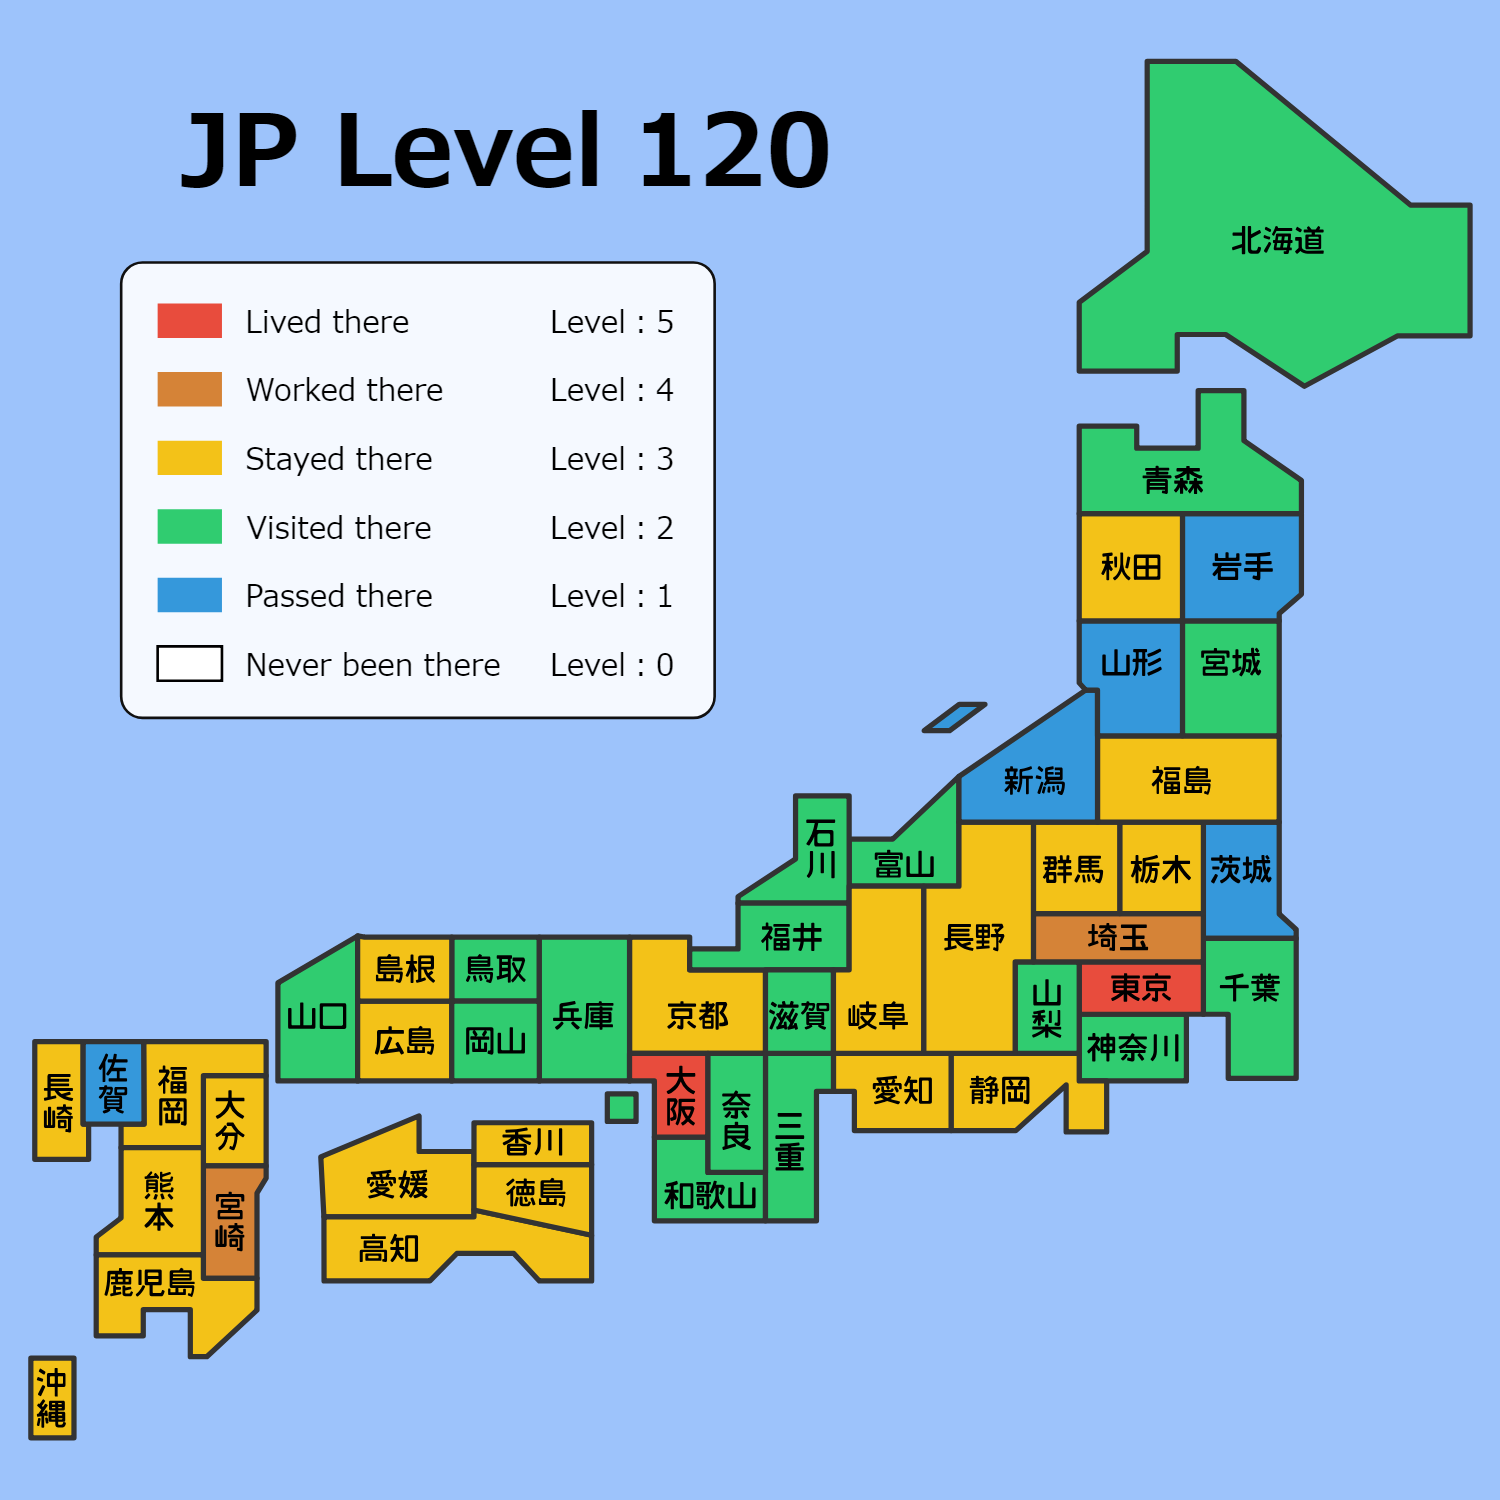 JP Level 120
Lived there Level : 5
Worked there Level : 4
Stayed there Level : 3
Visited there Level : 2
Passed there Level : 1
Never been there Level : 0
北海道
青森
秋田
岩手
山形
宮城
新潟
福島
石川
富山
群馬
栃木
茨城
福井
長野
埼玉
島根
鳥取
山梨
東京
千葉
山口
兵庫
京都
滋賀
岐阜
広島
岡山
神奈川
長崎
佐賀
福岡
大分
大阪
奈良
三重
愛知
静岡
香川
愛媛
徳島
和歌山
熊本
宮崎
高知
鹿児島
沖縄